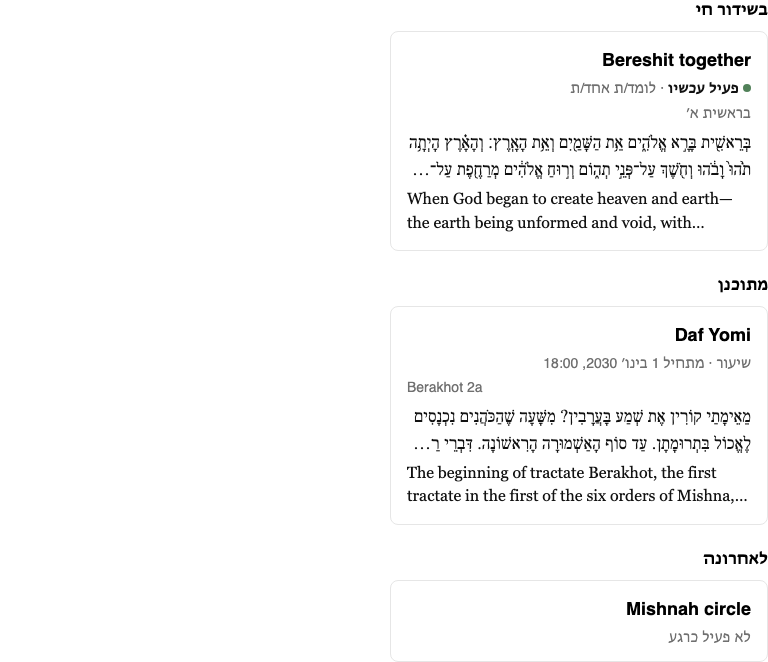 בשידור חי
Bereshit together
פעיל עכשיו · לומד/ת אחד/ת
בראשית א׳
בְּרֵאשִׁ֖ית בָּרָ֣א אֱלֹהִ֑ים אֵ֥ת הַשָּׁמַ֖יִם וְאֵ֥ת הָאָֽרֶץ׃ וְהָאָ֗רֶץ הָיְתָ֥ה
תֹ֙הוּ֙ וָבֹ֔הוּ וְחֹ֖שֶׁךְ עַל־פְּנֵ֣י תְה֑וֹם וְר֣וּחַ אֱלֹהִ֔ים מְרַחֶ֖פֶת עַל־…
When God began to create heaven and earth—
the earth being unformed and void, with…
מתוכנן
Daf Yomi
שיעור · מתחיל 1 בינו׳ 2030, 18:00
Berakhot 2a
מֵאֵימָתַי קוֹרִין אֶת שְׁמַע בָּעֲרָבִין? מִשָּׁעָה שֶׁהַכֹּהֲנִים נִכְנָסִים
לֶאֱכוֹל בִּתְרוּמָתָן. עַד סוֹף הָאַשְׁמוּרָה הָרִאשׁוֹנָה. דִּבְרֵי רַ…
The beginning of tractate Berakhot, the first
tractate in the first of the six orders of Mishna,…
לאחרונה
Mishnah circle
לא פעיל כרגע